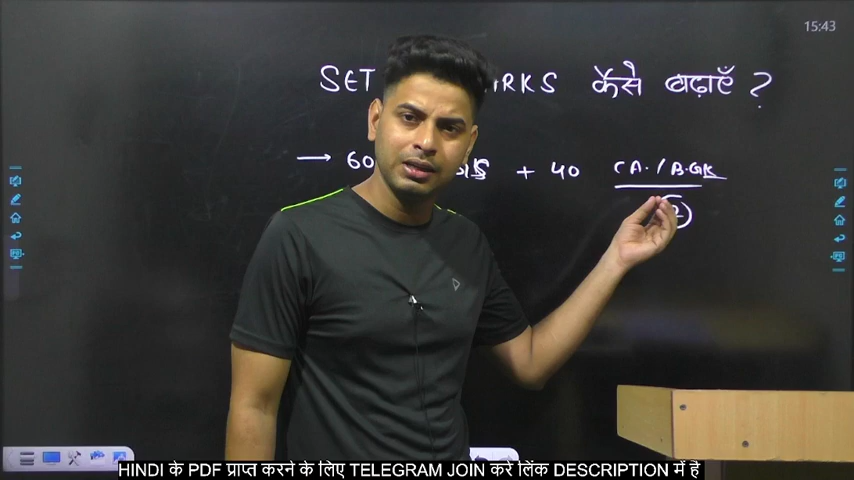 15:43
SET RKS कैसे बढ़ाएँ ?
→ 60 + 40 CA./B.GK
HINDI के PDF प्राप्त करने के लिए TELEGRAM JOIN करें लिंक DESCRIPTION में है